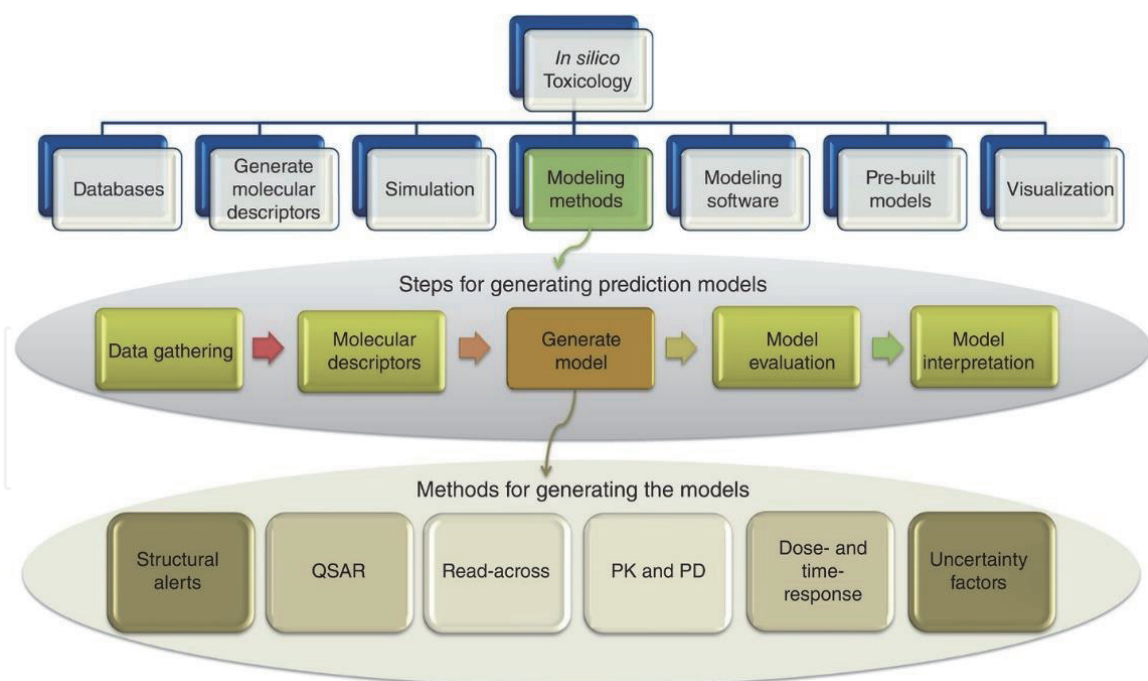 In silico
Toxicology
Databases
Generate
molecular
descriptors
Simulation
Modeling
methods
Modeling
software
Pre-built
models
Visualization
Steps for generating prediction models
Data gathering
Molecular
descriptors
Generate
model
Model
evaluation
Model
interpretation
Methods for generating the models
Structural
alerts
QSAR
Read-across
PK and PD
Dose- and
time-
response
Uncertainty
factors